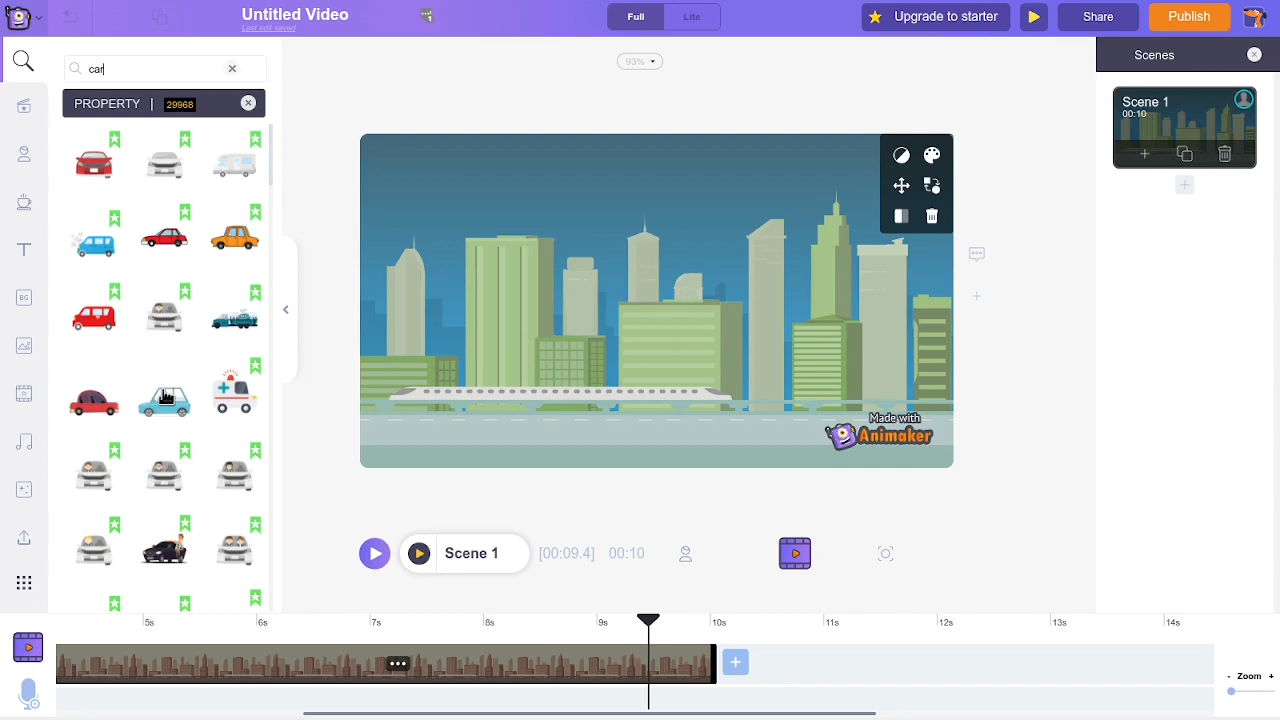 Untitled Video
Last edit saved
Full
Lite
Upgrade to starter
Share
Publish
car
93%
Scenes
PROPERTY | 29968
Scene 1
00:10
BG
Made with
Animaker
Scene 1
[00:09.4]
00:10
5s
6s
7s
8s
9s
10s
11s
12s
13s
14s
- Zoom +